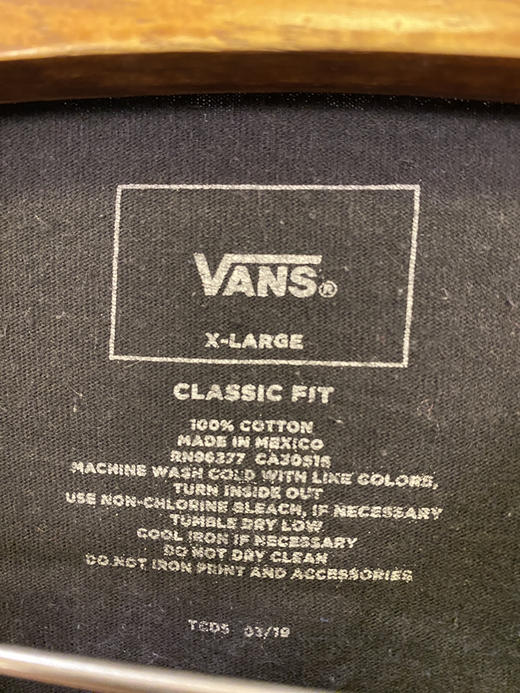 VANS®
X-LARGE
CLASSIC FIT
100% COTTON
MADE IN MEXICO
RN96377 CA30516
MACHINE WASH COLD WITH LIKE COLORS,
TURN INSIDE OUT
USE NON-CHLORINE BLEACH, IF NECESSARY
TUMBLE DRY LOW
COOL IRON IF NECESSARY
DO NOT DRY CLEAN
DO NOT IRON PRINT AND ACCESSORIES
TCDS 03/19